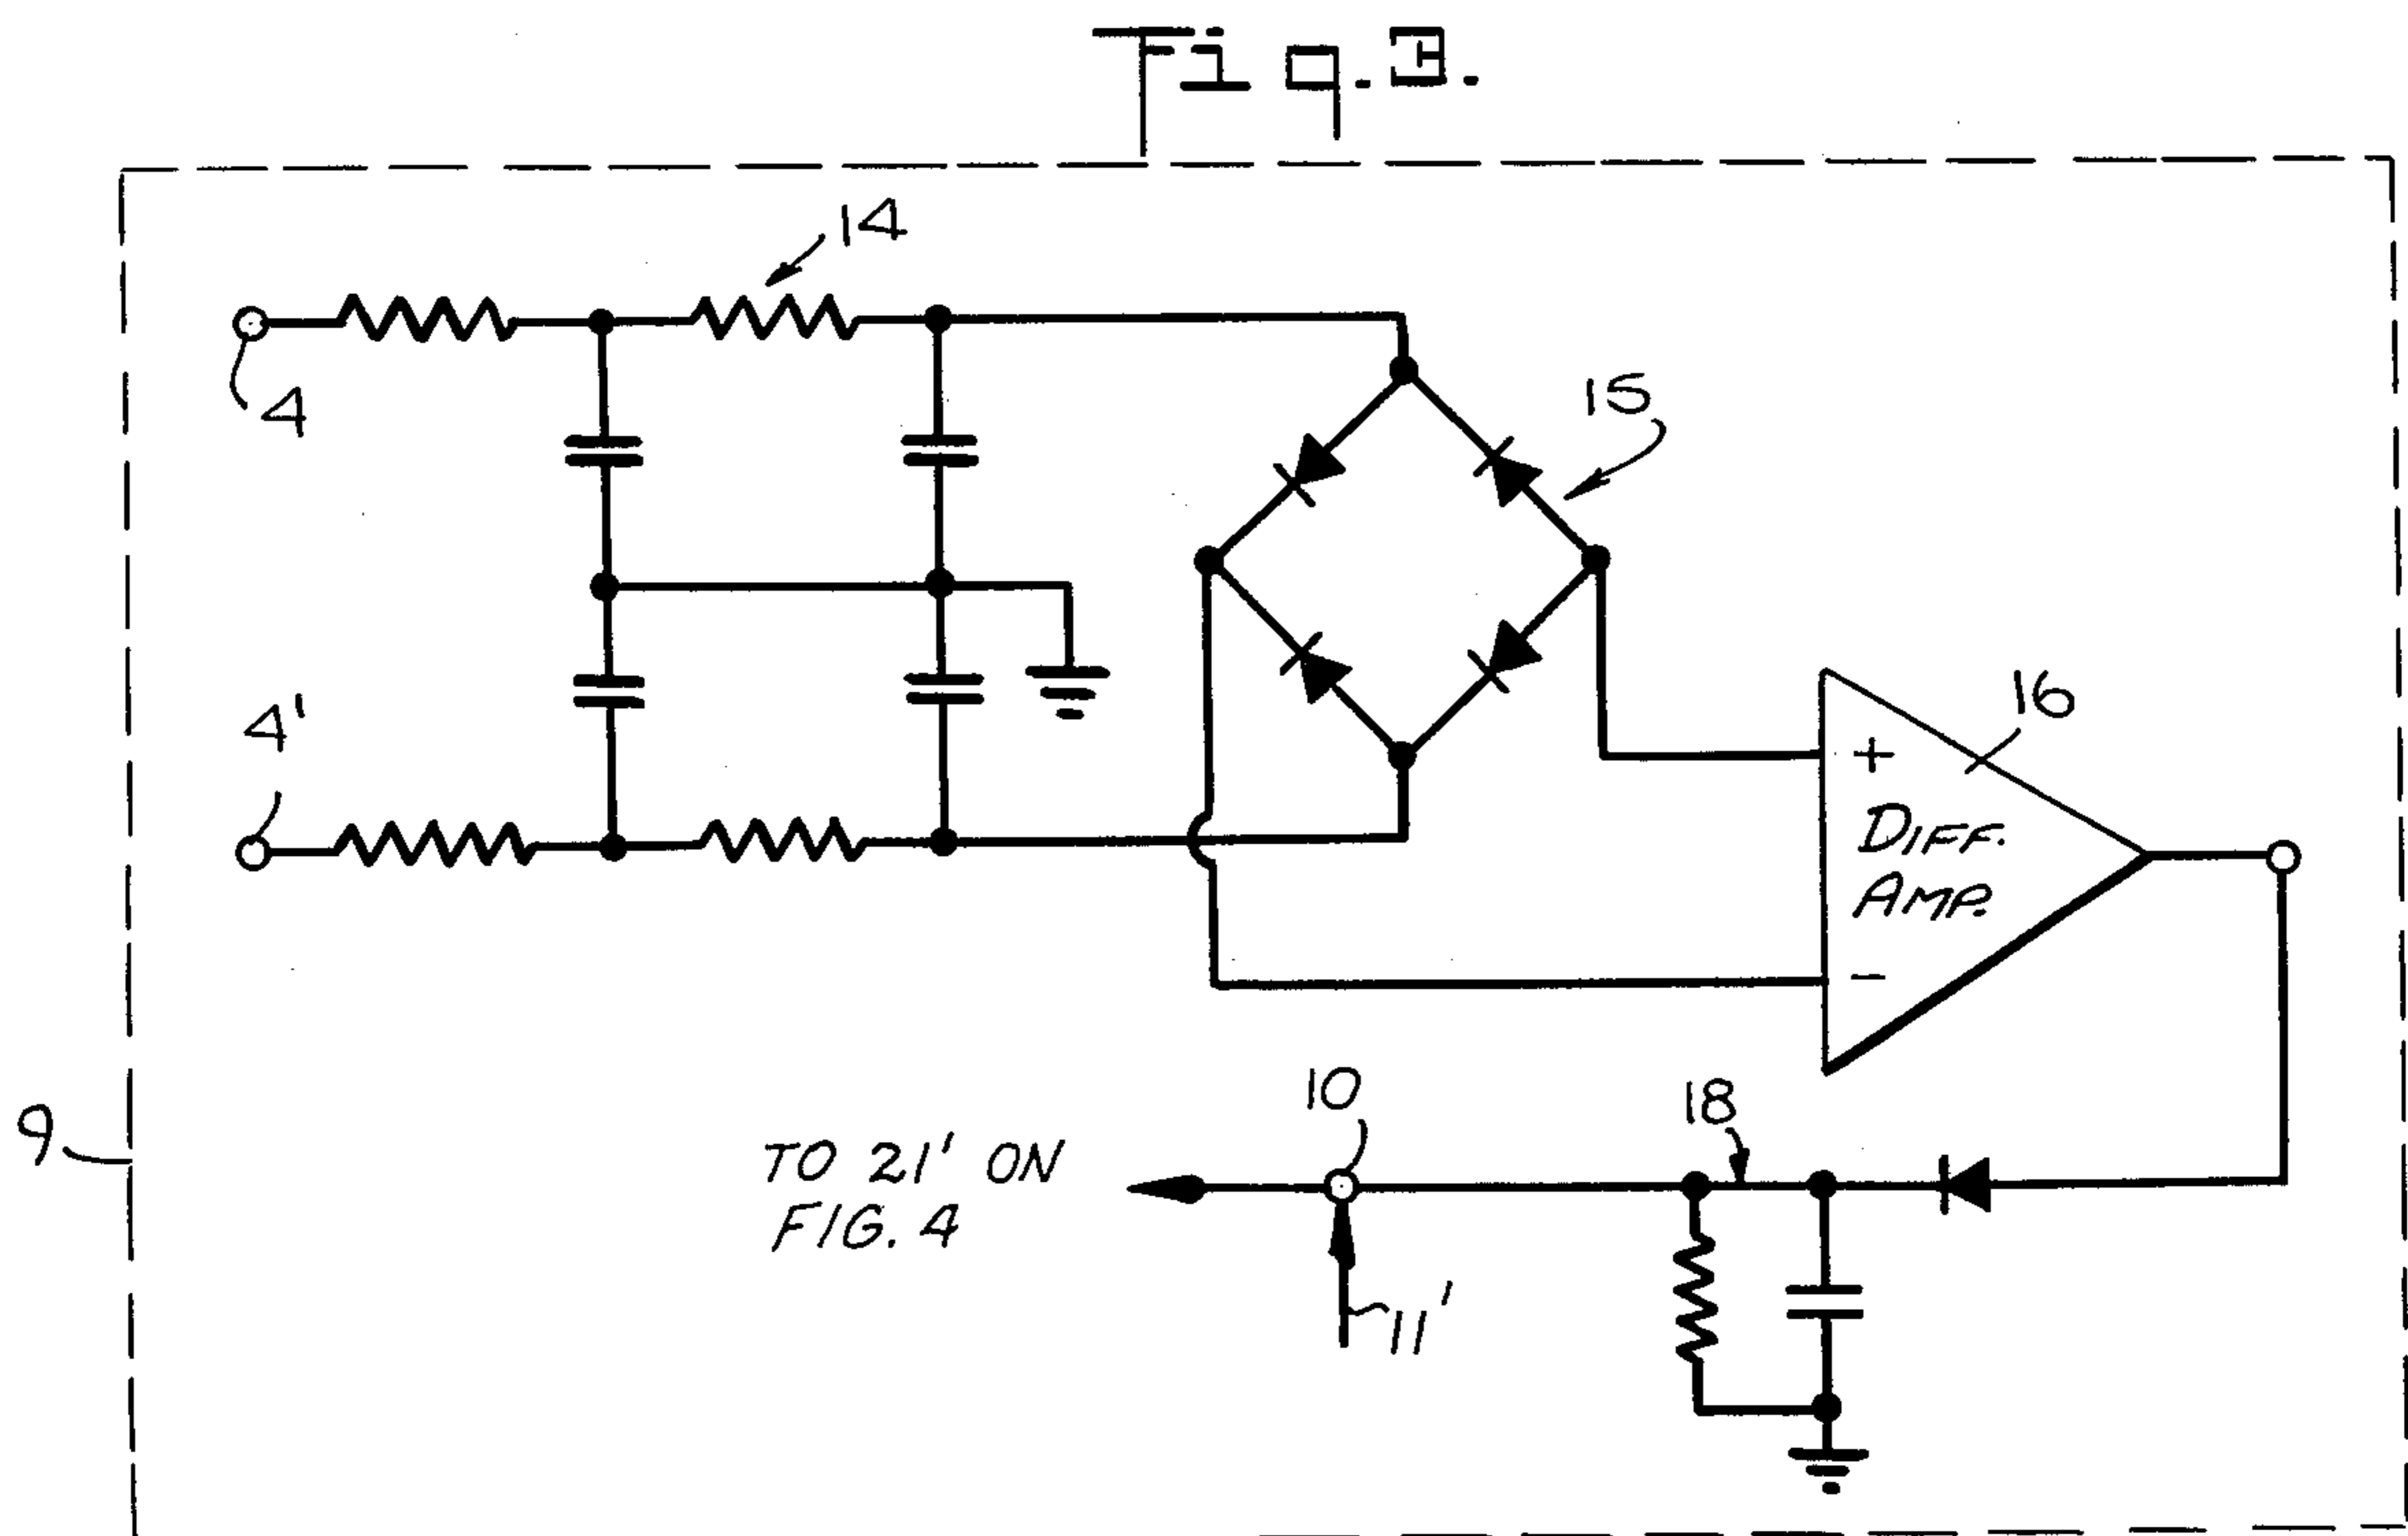 Fig. 3.
14
4
15
4'
16
+
DIFF.
AMP.
-
9
10
18
TO 21' ON
FIG. 4
11'